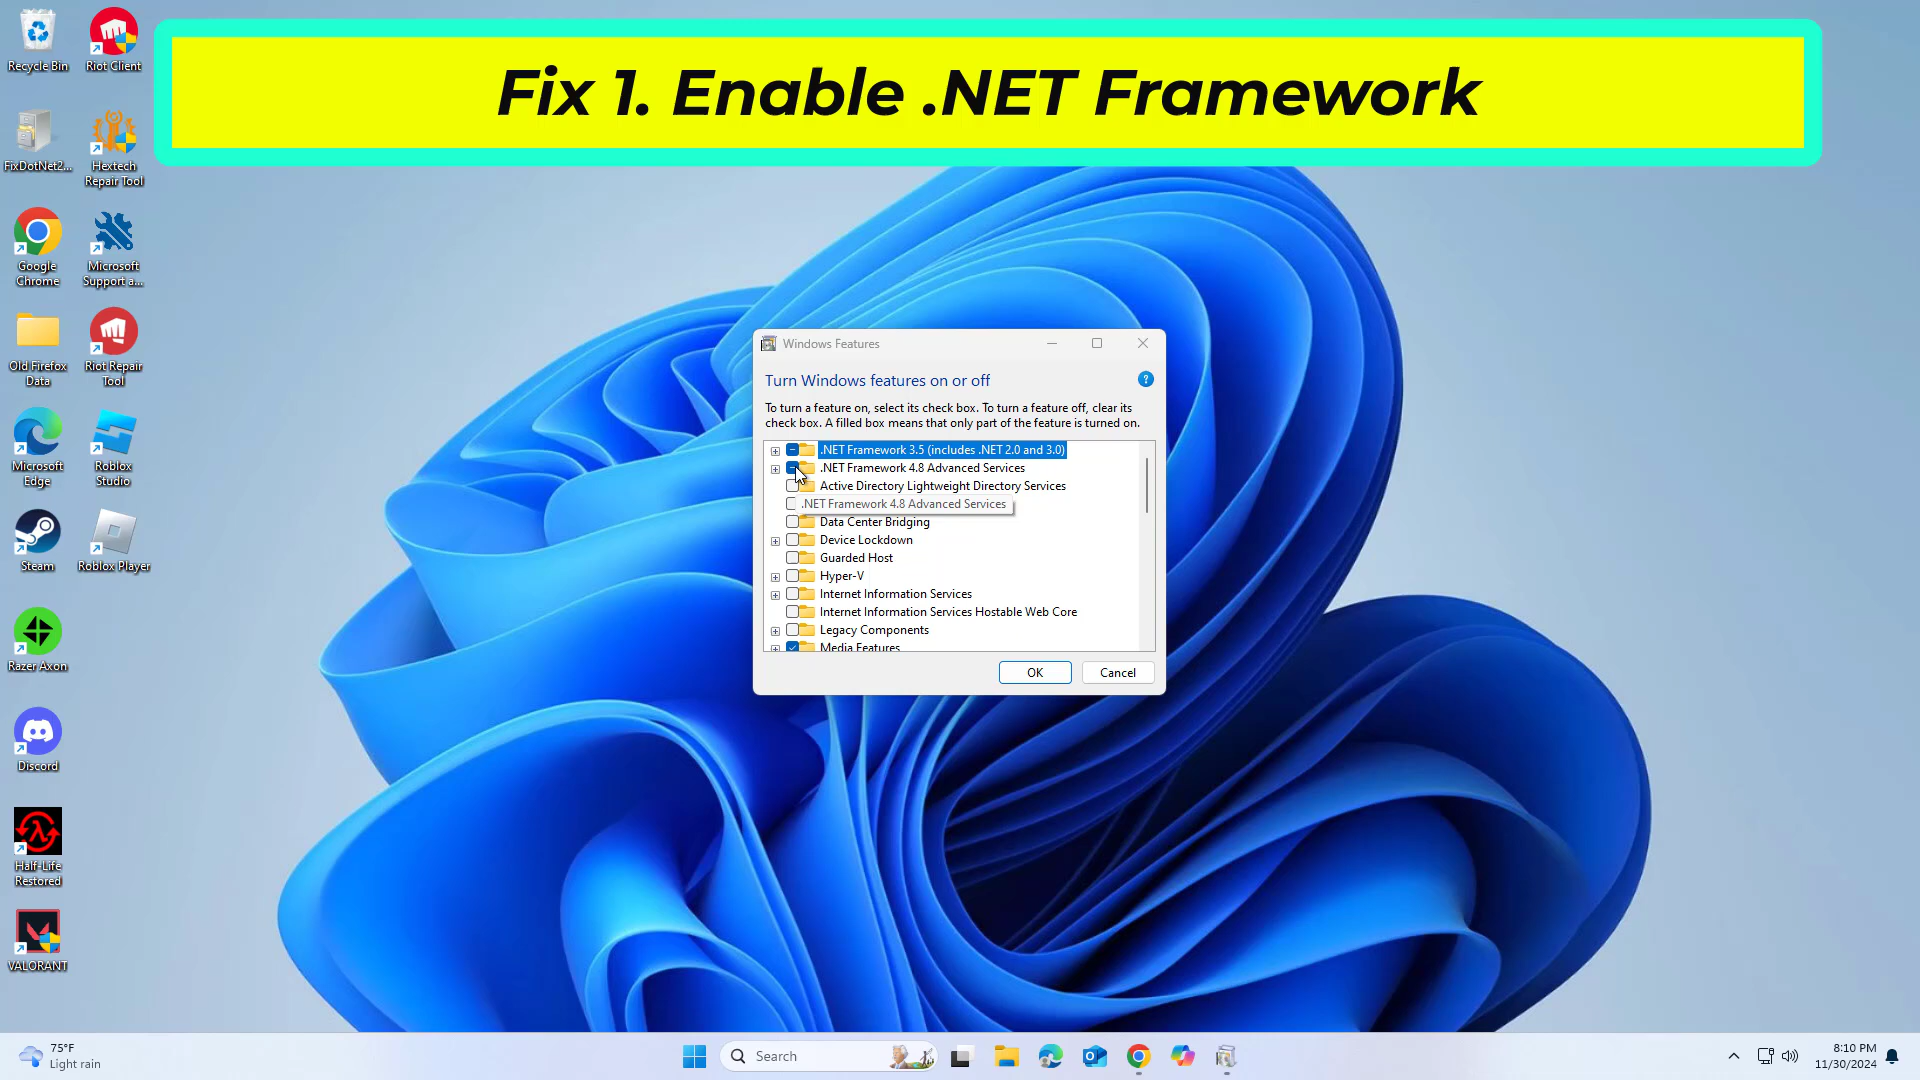 Fix 1. Enable .NET Framework
Recycle Bin
Riot Client
FixDotNet2...
Hextech
Repair Tool
Google
Chrome
Microsoft
Support a...
Old Firefox
Data
Riot Repair
Tool
Microsoft
Edge
Roblox
Studio
Steam
Roblox Player
Razer Axon
Discord
Half-Life
Restored
VALORANT
Windows Features
Turn Windows features on or off
To turn a feature on, select its check box. To turn a feature off, clear its
check box. A filled box means that only part of the feature is turned on.
.NET Framework 3.5 (includes .NET 2.0 and 3.0)
.NET Framework 4.8 Advanced Services
Active Directory Lightweight Directory Services
.NET Framework 4.8 Advanced Services
Data Center Bridging
Device Lockdown
Guarded Host
Hyper-V
Internet Information Services
Internet Information Services Hostable Web Core
Legacy Components
Media Features
OK
Cancel
75°F
Light rain
Search
8:10 PM
11/30/2024